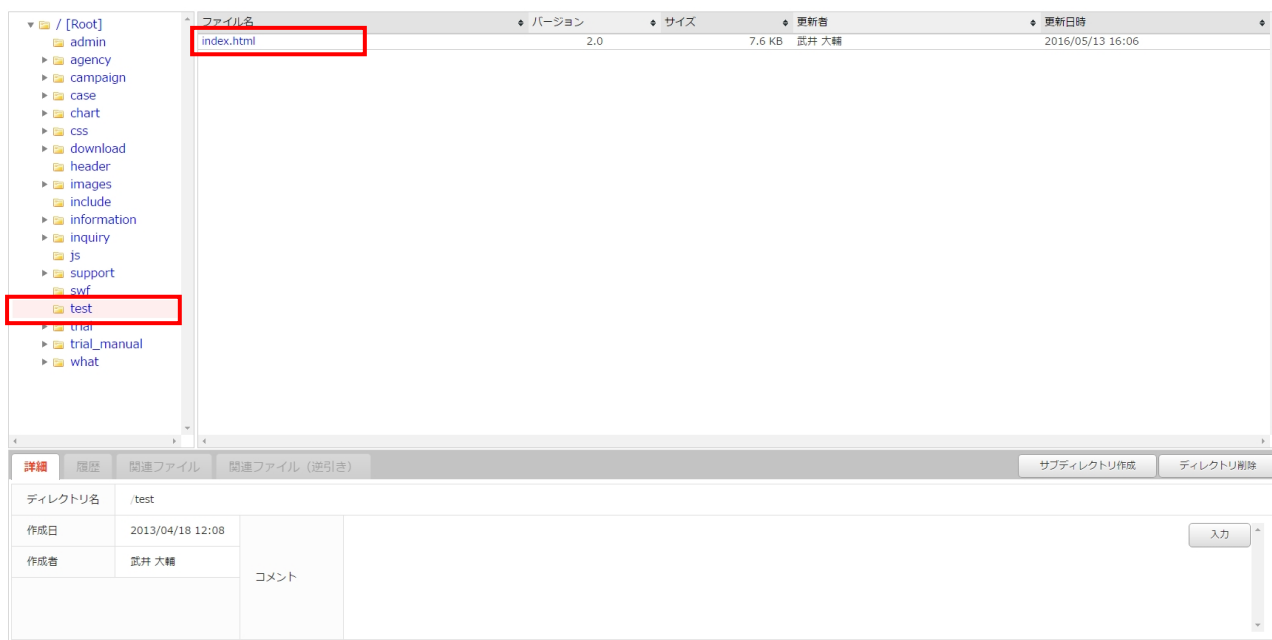 / [Root]
admin
agency
campaign
case
chart
css
download
header
images
include
information
inquiry
js
support
swf
test
trial
trial_manual
what
ファイル名 バージョン サイズ 更新者 更新日時
index.html 2.0 7.6 KB 武井 大輔 2016/05/13 16:06
詳細 履歴 関連ファイル 関連ファイル（逆引き） サブディレクトリ作成 ディレクトリ削除
ディレクトリ名 /test
作成日 2013/04/18 12:08
作成者 武井 大輔
コメント
入力